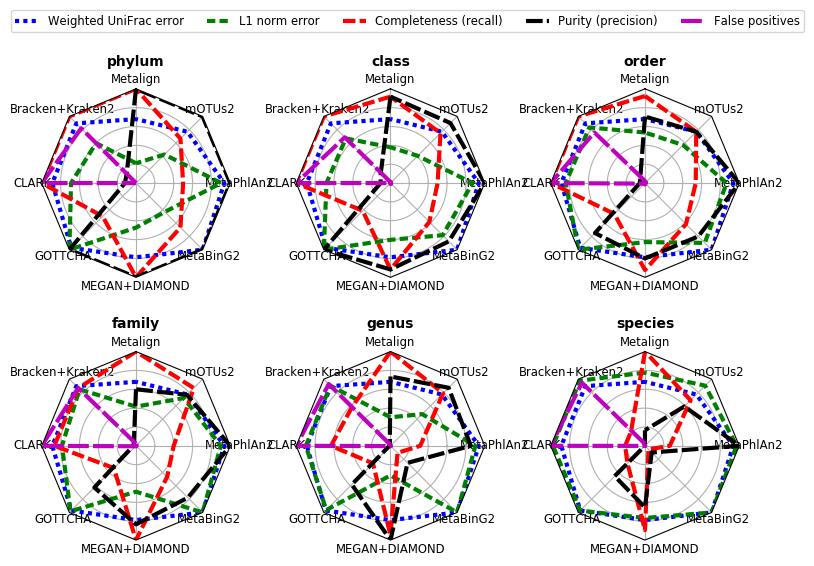 Weighted UniFrac error L1 norm error Completeness (recall) Purity (precision) False positives
phylum class order
Metalign Metalign Metalign
Bracken+Kraken2 mOTUs2 Bracken+Kraken2 mOTUs2 Bracken+Kraken2 mOTUs2
CLARK MetaPhlAn2 CLARK MetaPhlAn2 CLARK MetaPhlAn2
GOTTCHA MetaBinG2 GOTTCHA MetaBinG2 GOTTCHA MetaBinG2
MEGAN+DIAMOND MEGAN+DIAMOND MEGAN+DIAMOND
family genus species
Metalign Metalign Metalign
Bracken+Kraken2 mOTUs2 Bracken+Kraken2 mOTUs2 Bracken+Kraken2 mOTUs2
CLARK MetaPhlAn2 CLARK MetaPhlAn2 CLARK MetaPhlAn2
GOTTCHA MetaBinG2 GOTTCHA MetaBinG2 GOTTCHA MetaBinG2
MEGAN+DIAMOND MEGAN+DIAMOND MEGAN+DIAMOND